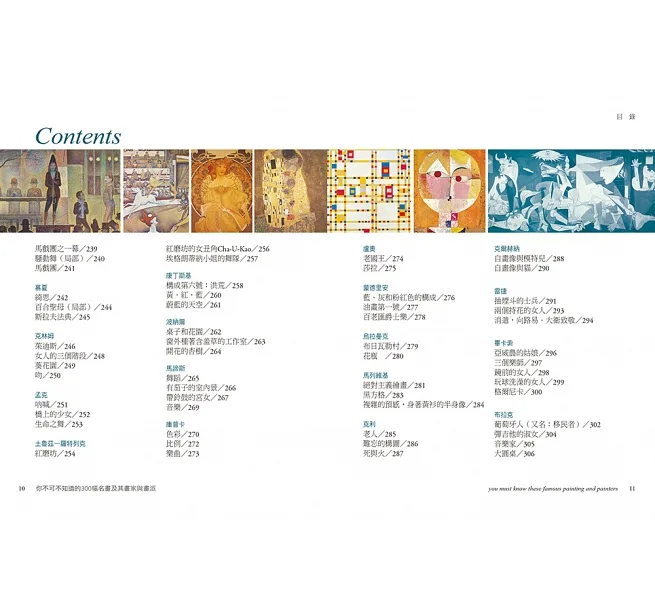 目 錄
Contents
馬戲團之一幕/239
騷動舞(局部)/240
馬戲團/241
慕夏
綺思/242
百合聖母(局部)/244
斯拉夫法典/245
克林姆
茱迪斯/246
女人的三個階段/248
葵花園/249
吻/250
孟克
吶喊/251
橋上的少女/252
生命之舞/253
土魯茲−羅特列克
紅磨坊/254
紅磨坊的女丑角Cha-U-Kao/256
埃格朗蒂納小姐的舞隊/257
康丁斯基
構成第六號:洪荒/258
黃,紅,藍/260
蔚藍的天空/261
波納爾
桌子和花園/262
窗外種著含羞草的工作室/263
開花的杏樹/264
馬諦斯
舞蹈/265
有茄子的室內景/266
帶鈴鼓的宮女/267
音樂/269
庫普卡
色彩/270
比例/272
樂曲/273
盧奧
老國王/274
莎拉/275
蒙德里安
藍、灰和粉紅色的構成/276
油畫第一號/277
百老匯爵士樂/278
烏拉曼克
布日瓦勒村/279
花瓶 /280
馬列維基
絕對主義繪畫/281
黑方格/283
複雜的預感,身著黃衫的半身像/284
克利
老人/285
難忘的構圖/286
死與火/287
克爾赫納
自畫像與模特兒/288
自畫像與貓/290
雷捷
抽煙斗的士兵/291
兩個持花的女人/293
消遣,向路易·大衛致敬/294
畢卡索
亞威農的姑娘/296
三個樂師/297
鏡前的女人/298
玩球洗澡的女人/299
格爾尼卡/300
布拉克
葡萄牙人(又名:移民者)/302
彈吉他的淑女/304
音樂家/305
大圓桌/306
10 你不可不知道的300幅名畫及其畫家與畫派
you must know these famous painting and painters 11